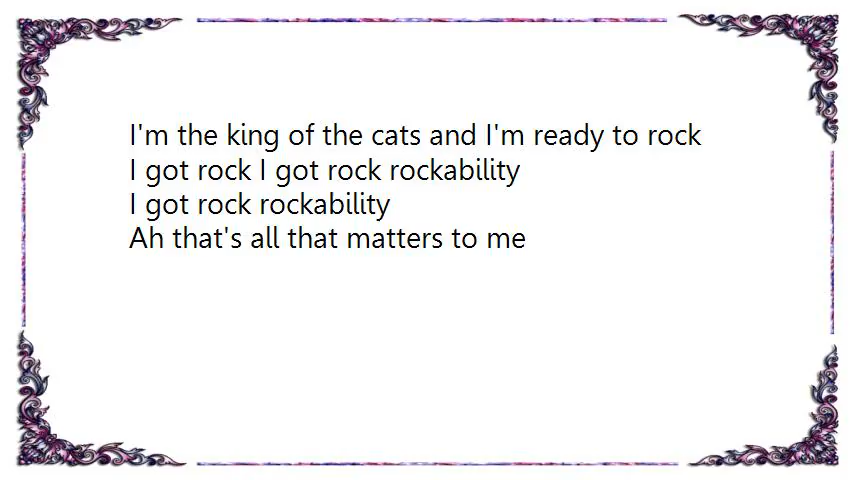 I'm the king of the cats and I'm ready to rock
I got rock I got rock rockability
I got rock rockability
Ah that's all that matters to me